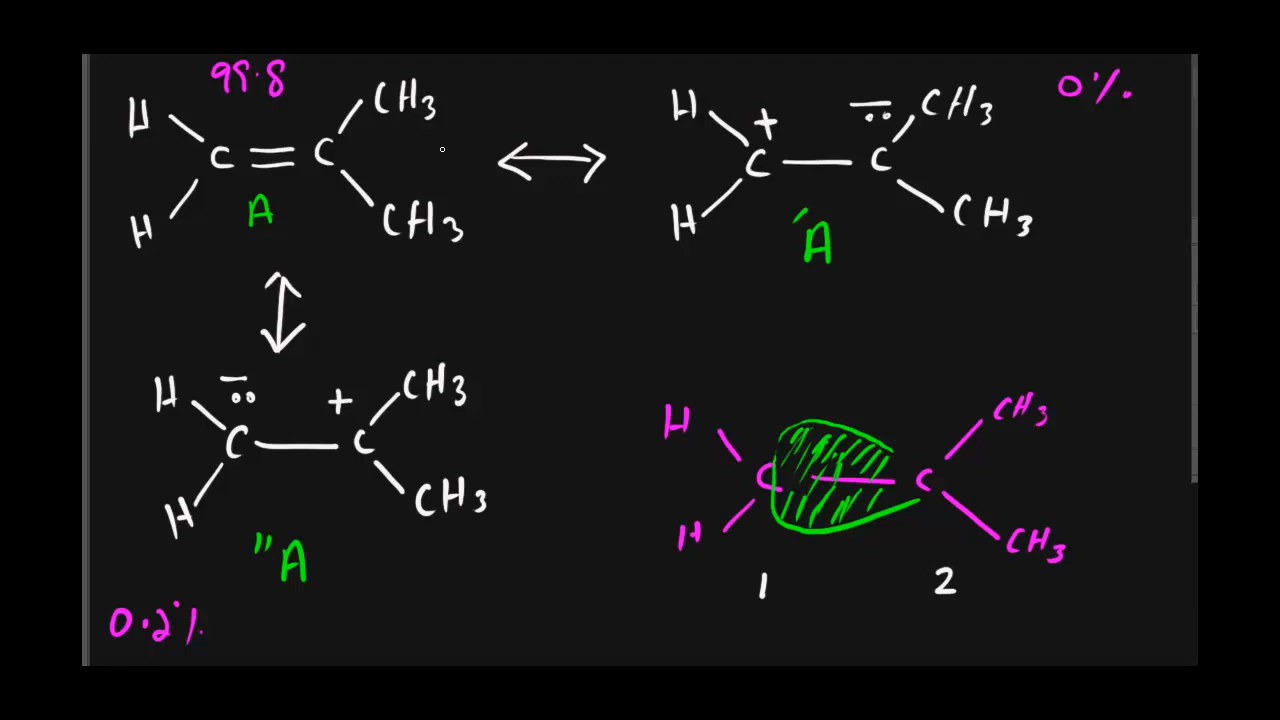 99.8
H CH3
C = C
A
H CH3
0%.
H + .. CH3
C — C
H CH3
'A
H .. + CH3
C — C
H CH3
"A
0.2%.
H CH3
C — C
H CH3
1 2